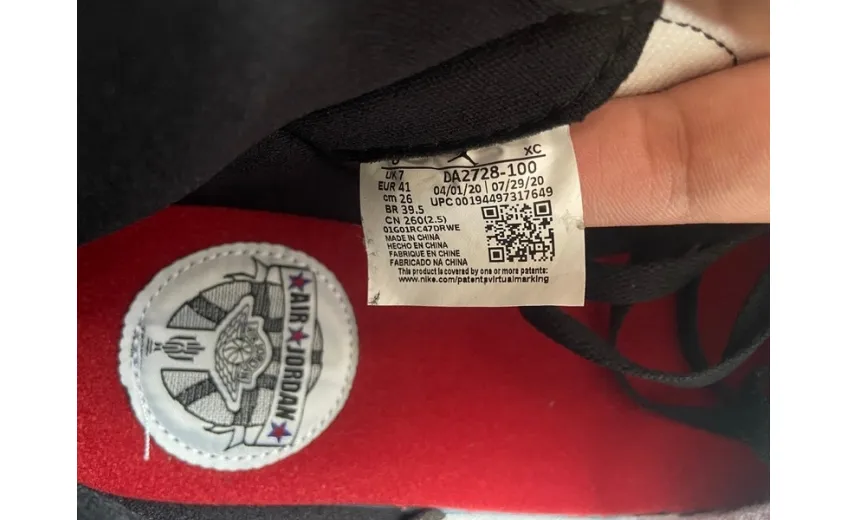 XC
UK 7
DA2728-100
EUR 41
04/01/20 | 07/29/20
cm 26
UPC 00194497317649
BR 39.5
CN 260(2.5)
MADE IN CHINA
HECHO EN CHINA
FABRIQUE EN CHINE
FABRICADO NA CHINA
This product is covered by one or more patents:
www.nike.com/patents/virtualmarking
AIR JORDAN